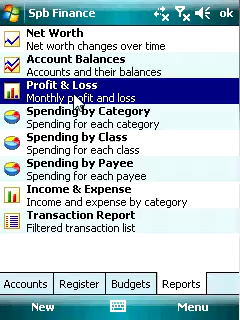 Spb Finance
ok
Net Worth
Net worth changes over time
Account Balances
Accounts and their balances
Profit & Loss
Monthly profit and loss
Spending by Category
Spending for each category
Spending by Class
Spending for each class
Spending by Payee
Spending for each payee
Income & Expense
Income and expense by category
Transaction Report
Filtered transaction list
Accounts Register Budgets Reports
New Menu